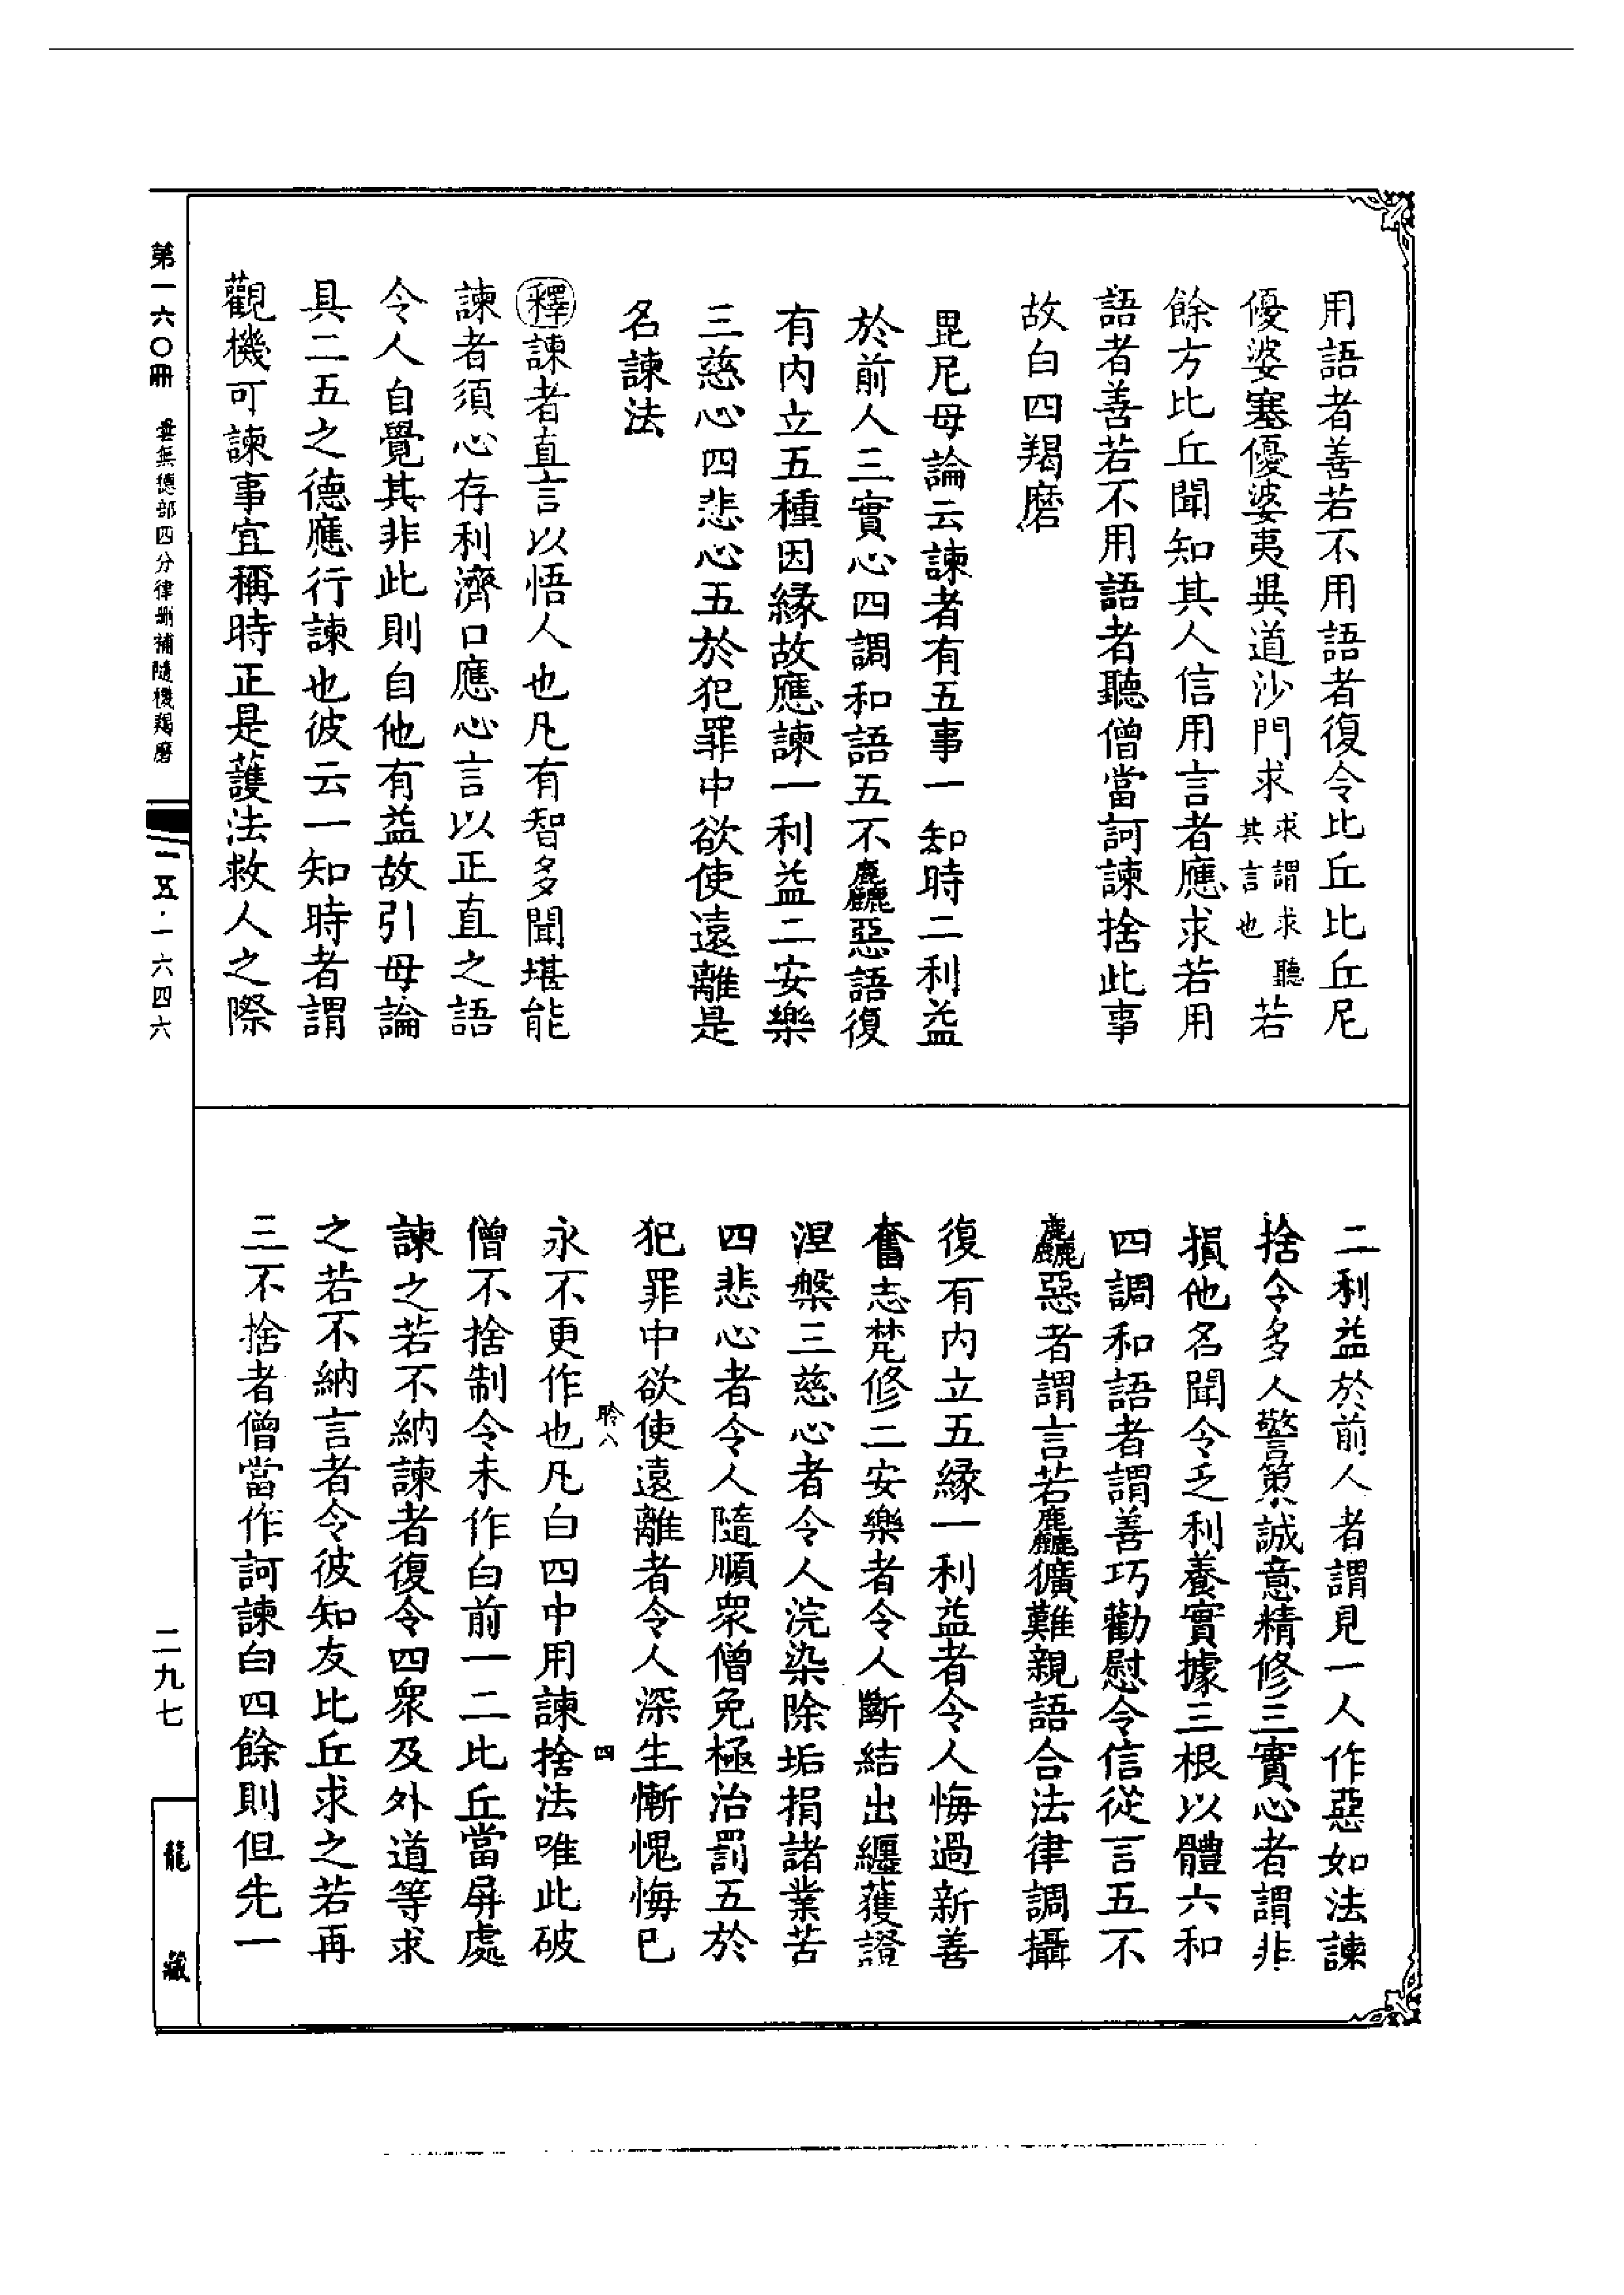 用語者善若不用語者復令比丘比丘尼
優婆塞優婆夷異道沙門求求謂求聽其言也若
餘方比丘聞知其人信用言者應求若用
語者善若不用語者聽僧當訶諫捨此事
故白四羯磨
毘尼母論云諫者有五事一知時二利益
於前人三實心四調和語五不麤惡語復
有內立五種因緣故應諫一利益二安樂
三慈心四悲心五於犯罪中欲使遠離是
名諫法
釋諫者直言以悟人也凡有智多聞堪能
諫者須心存利濟口應心言以正直之語
令人自覺其非此則自他有益故引母論
具二五之德應行諫也彼云一知時者謂
觀機可諫事宜稱時正是護法救人之際
二利益於前人者謂見一人作惡如法諫
捨令多人警策誠意精修三實心者謂非
損他名聞令乏利養實據三根以體六和
四調和語者謂善巧勸慰令信從言五不
麤惡者謂言若麤獷難親語合法律調攝
復有內立五緣一利益者令人悔過新善
奮志梵修二安樂者令人斷結出纏獲證
涅槃三慈心者令人浣染除垢捐諸業苦
四悲心者令人隨順眾僧免極治罰五於
犯罪中欲使遠離者令人深生慚愧悔已
聆八
四
永不更作也凡白四中用諫捨法唯此破
僧不捨制令未作白前一二比丘當屏處
諫之若不納諫者復令四眾及外道等求
之若不納言者令彼知友比丘求之若再
三不捨者僧當作訶諫白四餘則但先一
第一六〇冊
曇無德部四分律刪補隨機羯磨
一五·一六四六
二九七
龍藏